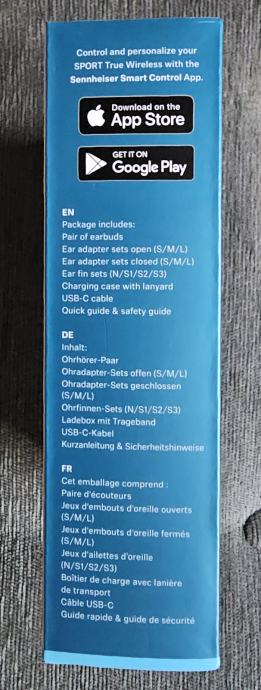 Control and personalize your
SPORT True Wireless with the
Sennheiser Smart Control App.
Download on the
App Store
GET IT ON
Google Play
EN
Package includes:
Pair of earbuds
Ear adapter sets open (S/M/L)
Ear adapter sets closed (S/M/L)
Ear fin sets (N/S1/S2/S3)
Charging case with lanyard
USB-C cable
Quick guide & safety guide
DE
Inhalt:
Ohrhörer-Paar
Ohradapter-Sets offen (S/M/L)
Ohradapter-Sets geschlossen
(S/M/L)
Ohrfinnen-Sets (N/S1/S2/S3)
Ladebox mit Trageband
USB-C-Kabel
Kurzanleitung & Sicherheitshinweise
FR
Cet emballage comprend :
Paire d'écouteurs
Jeux d'embouts d'oreille ouverts
(S/M/L)
Jeux d'embouts d'oreille fermés
(S/M/L)
Jeux d'ailettes d'oreille
(N/S1/S2/S3)
Boîtier de charge avec lanière
de transport
Câble USB-C
Guide rapide & guide de sécurité